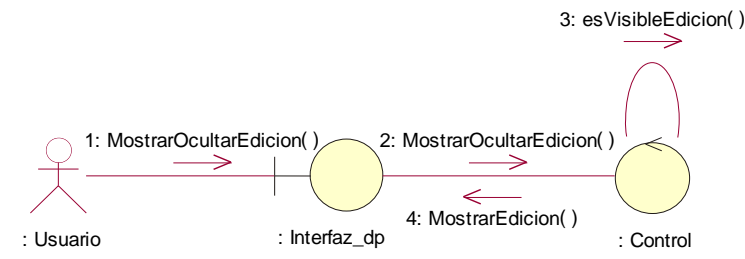 3: esVisibleEdicion( )
1: MostrarOcultarEdicion( )
2: MostrarOcultarEdicion( )
4: MostrarEdicion( )
: Usuario
: Interfaz_dp
: Control